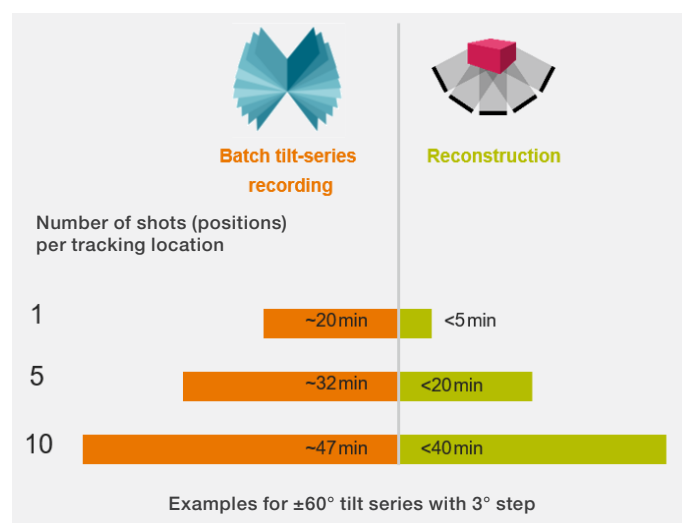 Batch tilt-series
recording
Reconstruction
Number of shots (positions)
per tracking location
1
~20 min
<5 min
5
~32 min
<20 min
10
~47 min
<40 min
Examples for ±60° tilt series with 3° step